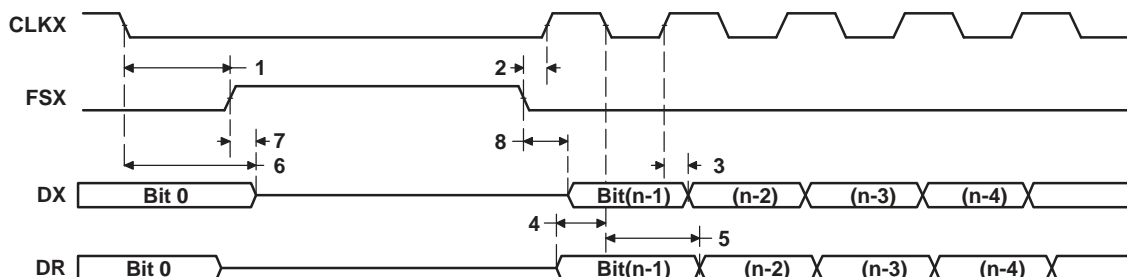 CLKX
1 2
FSX
7 8
6 3
DX Bit 0 Bit(n-1) (n-2) (n-3) (n-4)
4 5
DR Bit 0 Bit(n-1) (n-2) (n-3) (n-4)